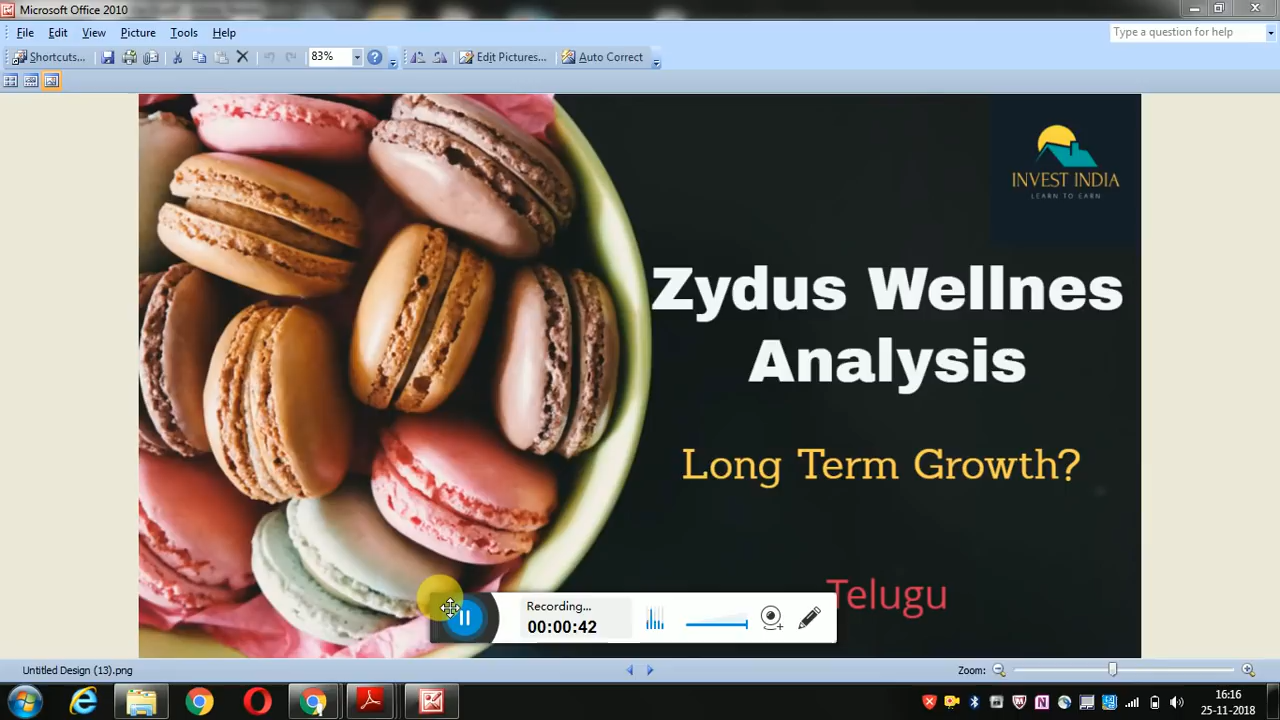 Microsoft Office 2010
File Edit View Picture Tools Help
Type a question for help
Shortcuts...
83%
Edit Pictures...
Auto Correct
INVEST INDIA
LEARN TO EARN
Zydus Wellnes
Analysis
Long Term Growth?
Telugu
Recording...
00:00:42
Untitled Design (13).png
Zoom:
16:16
25-11-2018